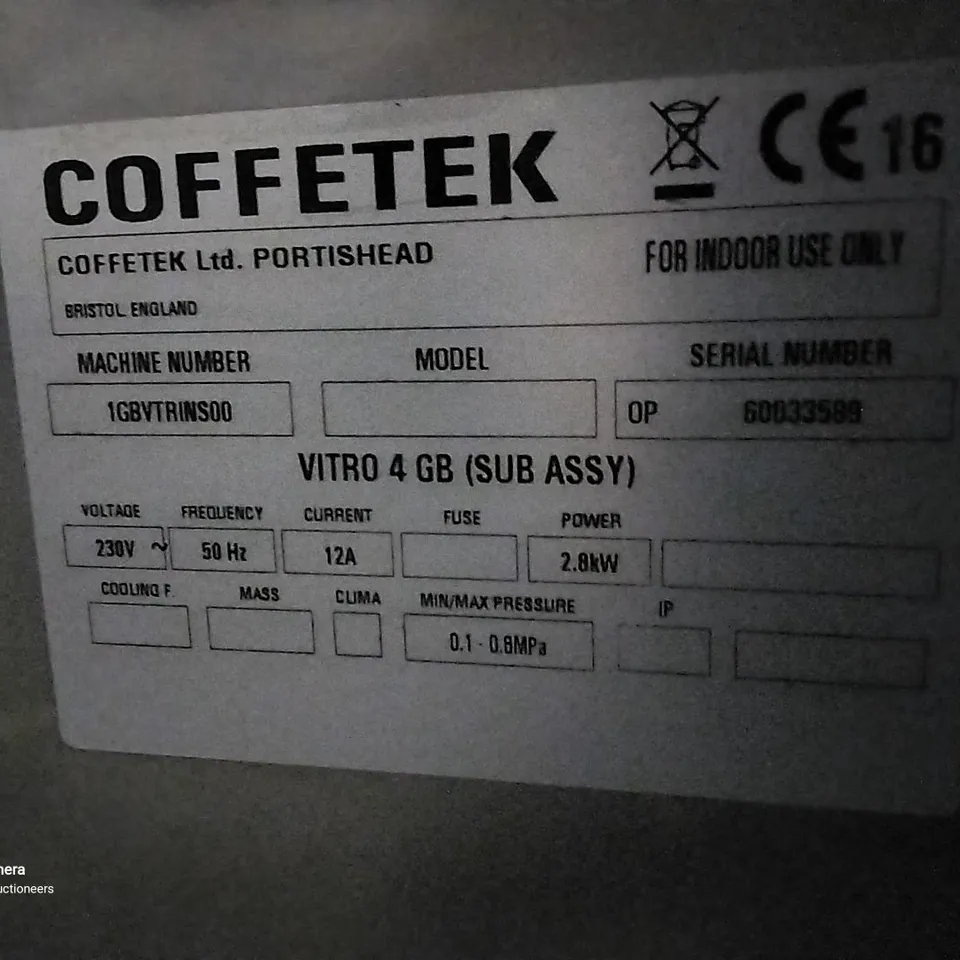 COFFETEK CE 16
COFFETEK Ltd. PORTISHEAD FOR INDOOR USE ONLY
BRISTOL ENGLAND
MACHINE NUMBER MODEL SERIAL NUMBER
1GBVTRINS00 OP 60033589
VITRO 4 GB (SUB ASSY)
VOLTAGE FREQUENCY CURRENT FUSE POWER
230V ~ 50 Hz 12A 2.8kW
COOLING F. MASS CLIMA MIN/MAX PRESSURE IP
0.1 - 0.8MPa